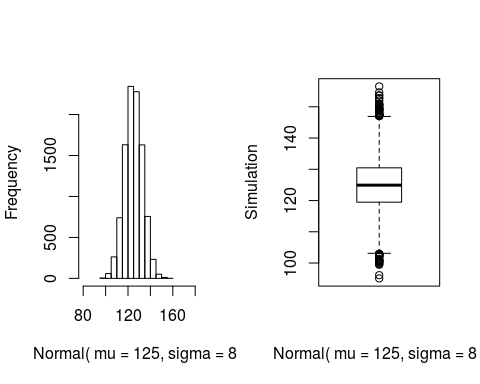 Frequency
1500
500
0
80
120
160
Normal( mu = 125, sigma = 8
Simulation
140
120
100
Normal( mu = 125, sigma = 8